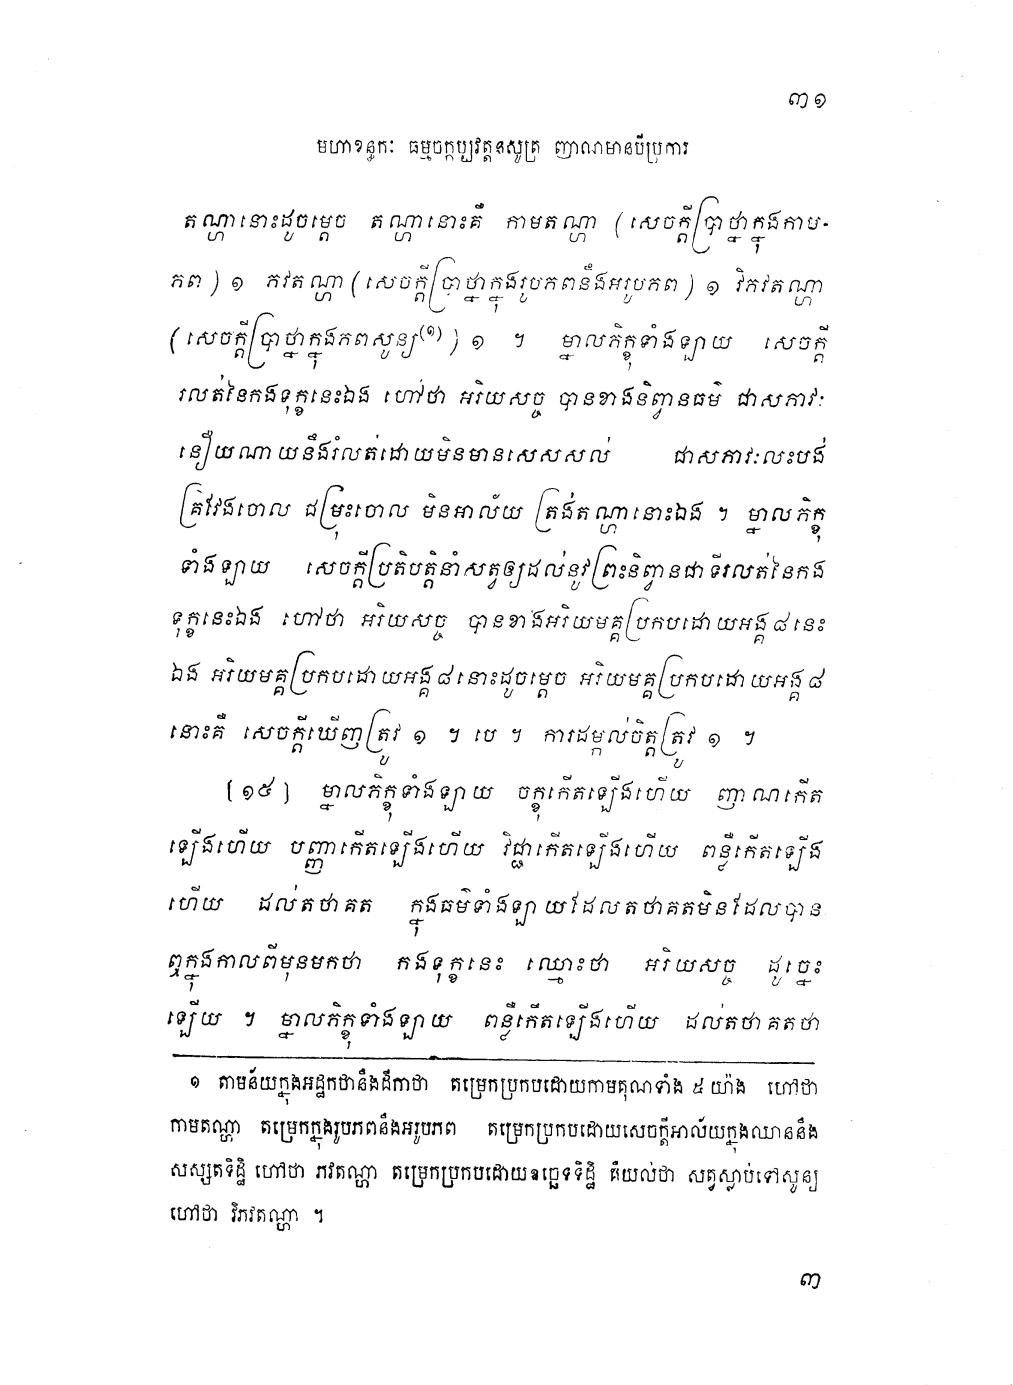 ៣១
មហាខន្ធកៈ ធម្មចក្កប្បវត្តនសូត្រ ញាណមានបីប្រការ
តណ្ហានោះដូចម្តេច តណ្ហានោះគឺ កាមតណ្ហា (សេចក្តីប្រាថ្នាក្នុងកាម-
ភព) ១ ភវតណ្ហា (សេចក្តីប្រាថ្នាក្នុងរូបភពនឹងអរូបភព) ១ វិភវតណ្ហា
(សេចក្តីប្រាថ្នាក្នុងភពសូន្យ(១)) ១ ។ ម្នាលភិក្ខុទាំងឡាយ សេចក្តី
រលត់នៃកងទុក្ខនេះឯង ហៅថា អរិយសច្ច បានខាងនិព្វានធម៌ ជាសភាវៈ
នឿយណាយនឹងរំលត់ដោយមិនមានសេសសល់ ជាសភាវៈលះបង់
គ្រវែងចោល ជម្រុះចោល មិនអាល័យ ត្រង់តណ្ហានោះឯង ។ ម្នាលភិក្ខុ
ទាំងឡាយ សេចក្តីប្រតិបត្តិនាំសត្វឲ្យដល់នូវព្រះនិព្វានជាទីរលត់នៃកង
ទុក្ខនេះឯង ហៅថា អរិយសច្ច បានខាងអរិយមគ្គប្រកបដោយអង្គ៨នេះ
ឯង អរិយមគ្គប្រកបដោយអង្គ៨នោះដូចម្តេច អរិយមគ្គប្រកបដោយអង្គ៨
នោះគឺ សេចក្តីឃើញត្រូវ ១ ។ បេ ។ ការដម្កល់ចិត្តត្រូវ ១ ។
[១៥] ម្នាលភិក្ខុទាំងឡាយ ចក្ខុកើតឡើងហើយ ញាណកើត
ឡើងហើយ បញ្ញាកើតឡើងហើយ វិជ្ជាកើតឡើងហើយ ពន្លឺកើតឡើង
ហើយ ដល់តថាគត ក្នុងធម៌ទាំងឡាយដែលតថាគតមិនដែលបាន
ឮក្នុងកាលពីមុនមកថា កងទុក្ខនេះ ឈ្មោះថា អរិយសច្ច ដូច្នេះ
ឡើយ ។ ម្នាលភិក្ខុទាំងឡាយ ពន្លឺកើតឡើងហើយ ដល់តថាគតថា
១ តាមន័យក្នុងអដ្ឋកថានឹងដីកាថា តម្រេកប្រកបដោយកាមគុណទាំង ៥ យ៉ាង ហៅថា
កាមតណ្ហា តម្រេកក្នុងរូបភពនឹងអរូបភព តម្រេកប្រកបដោយសេចក្តីអាល័យក្នុងឈាននឹង
សស្សតទិដ្ឋិ ហៅថា ភវតណ្ហា តម្រេកប្រកបដោយឧច្ឆេទទិដ្ឋិ គឺយល់ថា សត្វស្លាប់ទៅសូន្យ
ហៅថា វិភវតណ្ហា ។
៣